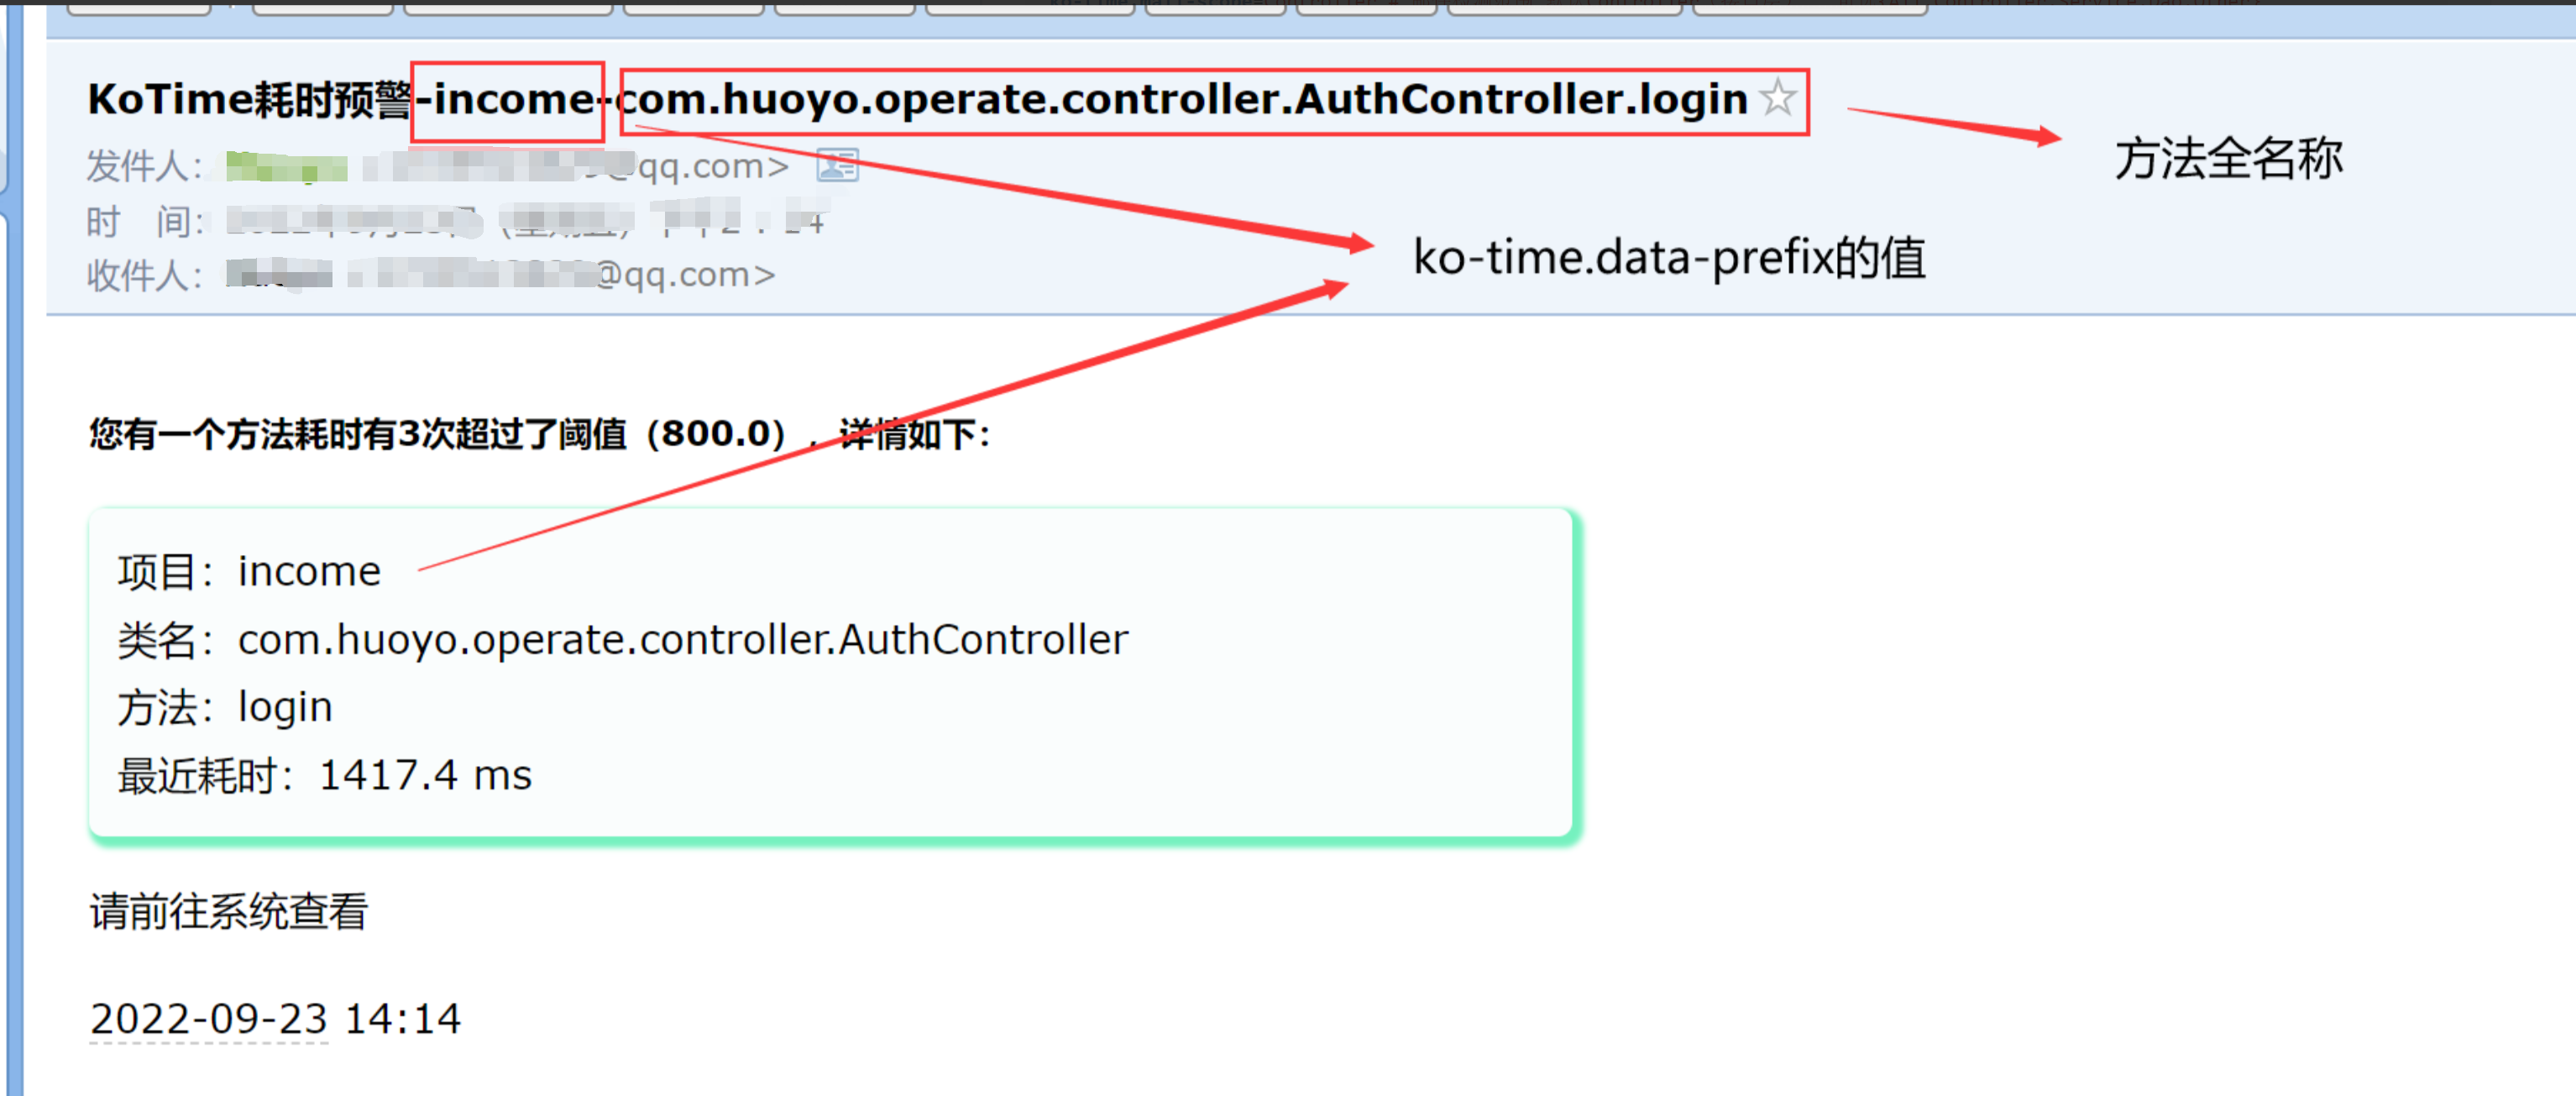 KoTime耗时预警-income-com.huoyo.operate.controller.AuthController.login
方法全名称
发件人： @qq.com>
时 间：
ko-time.data-prefix的值
收件人： @qq.com>
您有一个方法耗时有3次超过了阈值（800.0），详情如下：
项目：income
类名：com.huoyo.operate.controller.AuthController
方法：login
最近耗时：1417.4 ms
请前往系统查看
2022-09-23 14:14